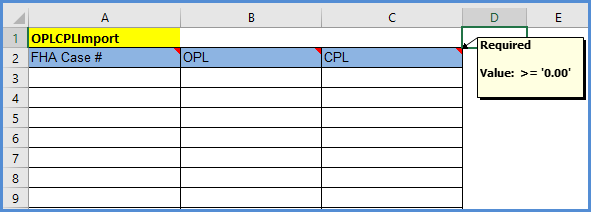 A B C D E
1 OPLCPLImport Required
2 FHA Case # OPL CPL
3 Value: >= '0.00'
4
5
6
7
8
9